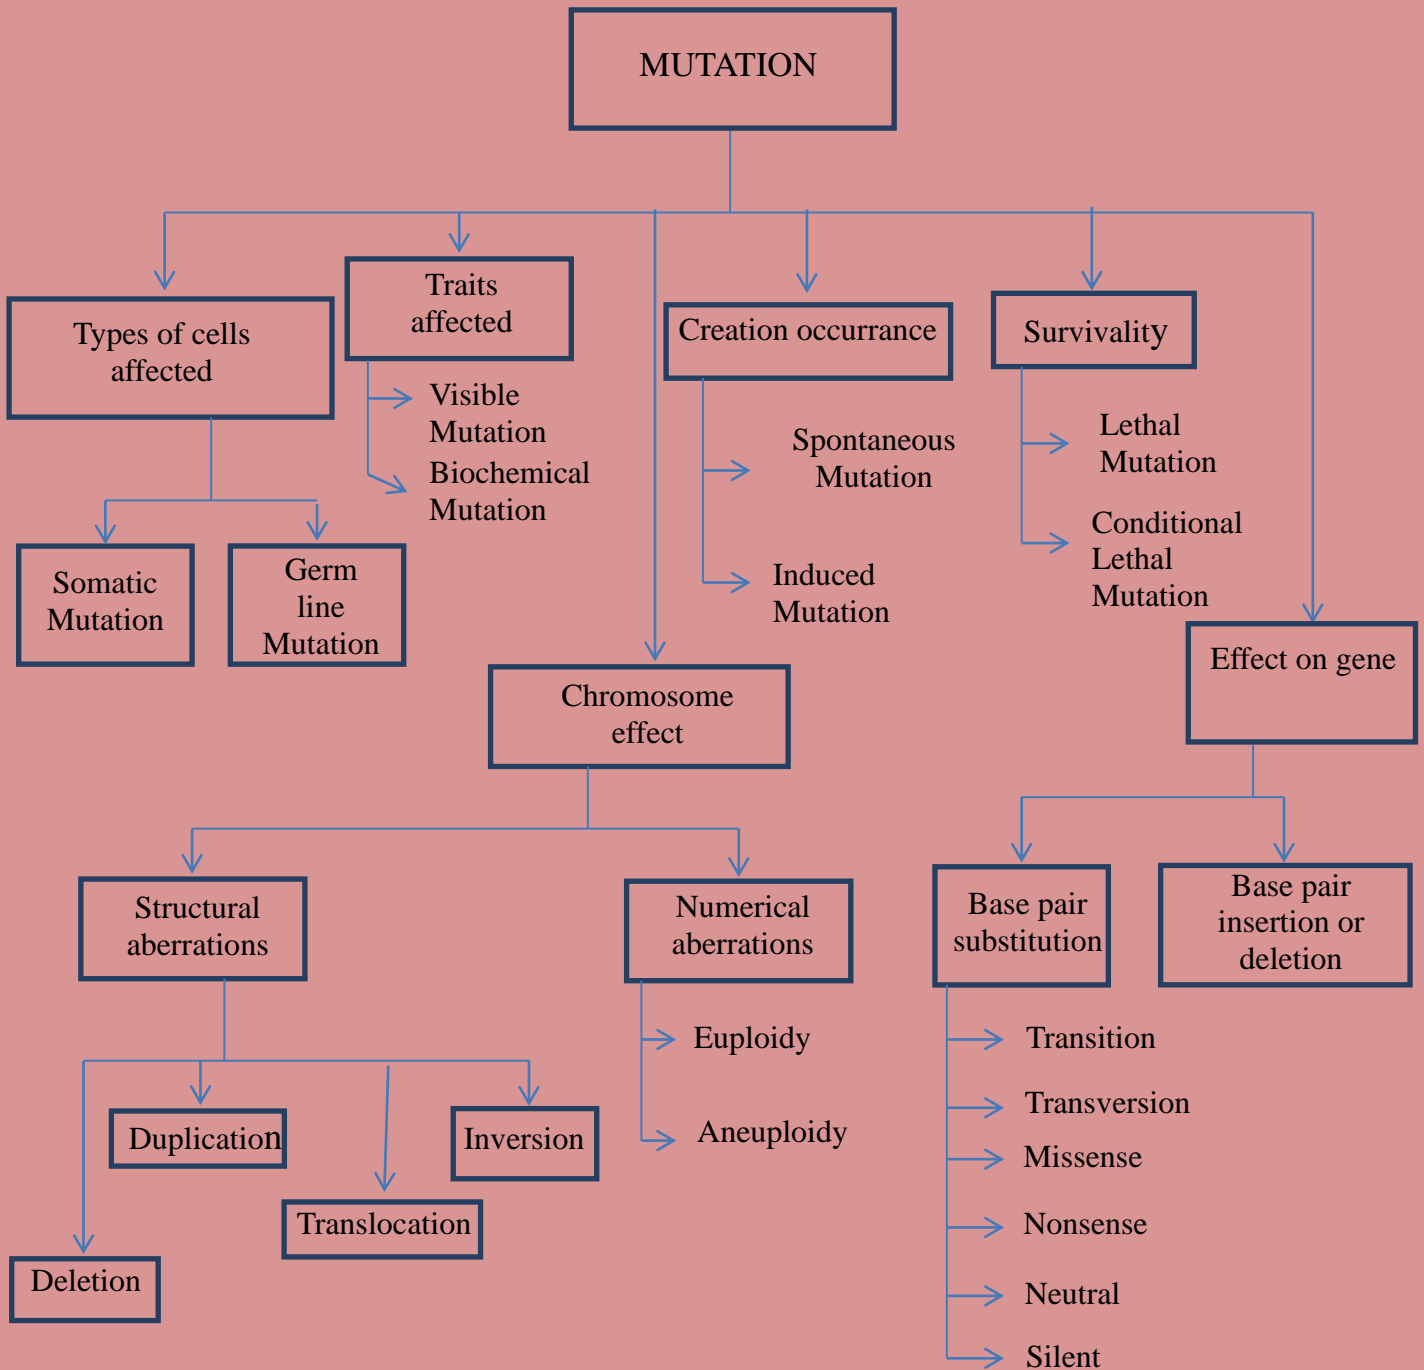 MUTATION
Types of cells
affected
Traits
affected
Creation occurrance
Survivality
Visible
Mutation
Biochemical
Mutation
Spontaneous
Mutation
Induced
Mutation
Lethal
Mutation
Conditional
Lethal
Mutation
Somatic
Mutation
Germ
line
Mutation
Chromosome
effect
Effect on gene
Structural
aberrations
Numerical
aberrations
Base pair
substitution
Base pair
insertion or
deletion
Duplication
Inversion
Translocation
Deletion
Euploidy
Aneuploidy
Transition
Transversion
Missense
Nonsense
Neutral
Silent